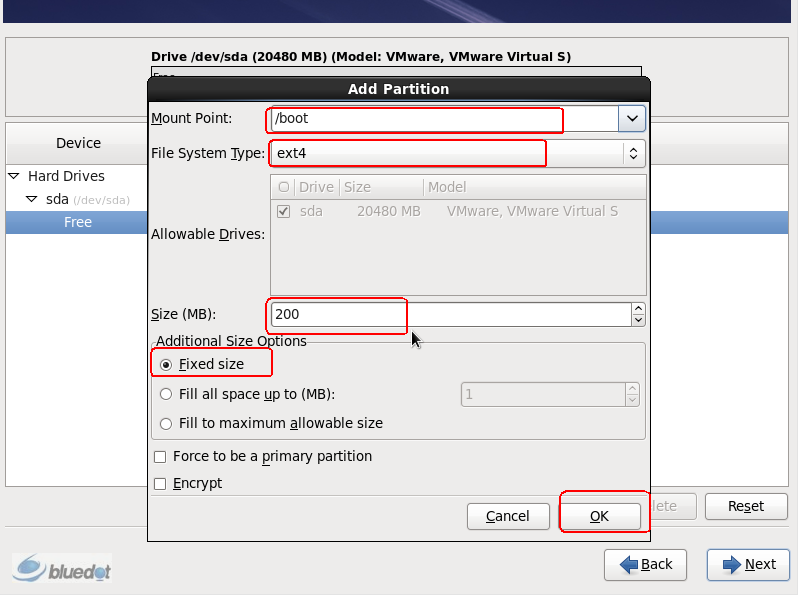 Drive /dev/sda (20480 MB) (Model: VMware, VMware Virtual S)
Free
Add Partition
Mount Point: /boot
File System Type: ext4
Drive Size Model
sda 20480 MB VMware, VMware Virtual S
Allowable Drives:
Size (MB): 200
Additional Size Options
Fixed size
Fill all space up to (MB): 1
Fill to maximum allowable size
Force to be a primary partition
Encrypt
Cancel OK
Device
Hard Drives
sda (/dev/sda)
Free
lete Reset
bluedot
Back Next